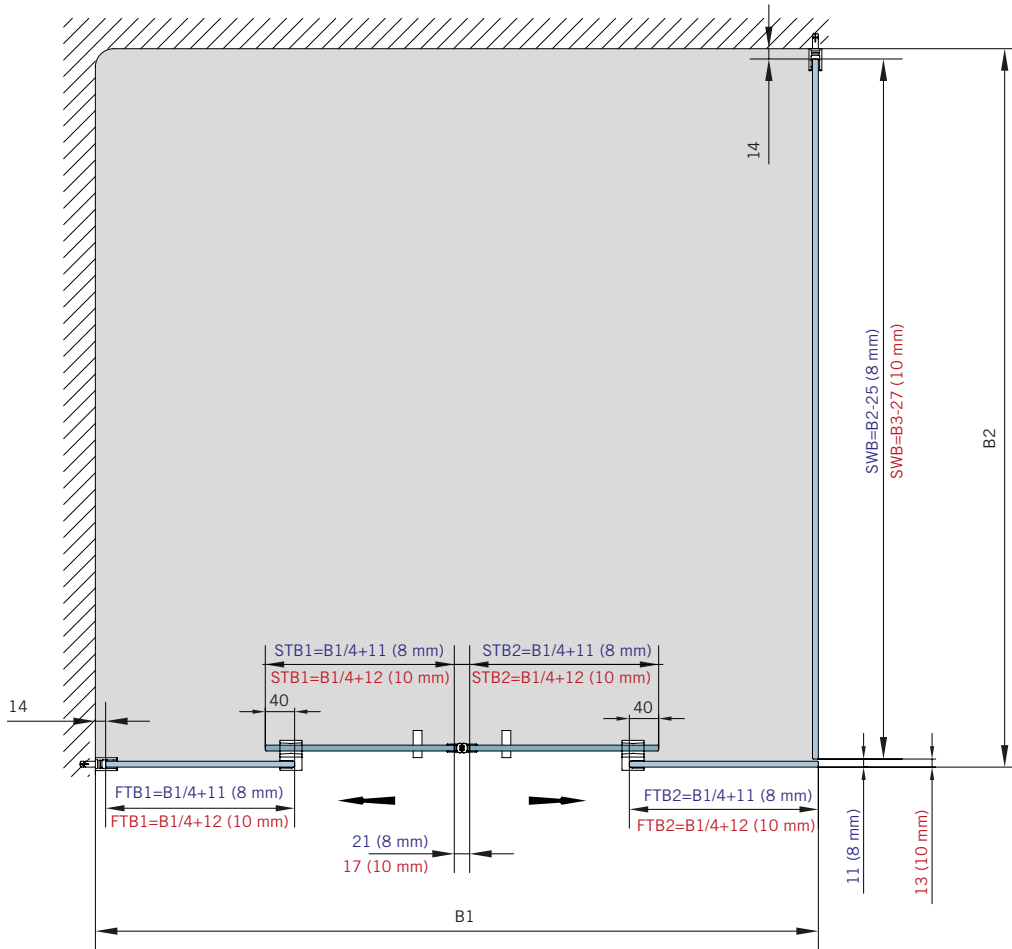 14
SWB=B2-25 (8 mm)
SWB=B3-27 (10 mm)
B2
STB1=B1/4+11 (8 mm)
STB2=B1/4+11 (8 mm)
STB1=B1/4+12 (10 mm)
STB2=B1/4+12 (10 mm)
40
40
14
FTB1=B1/4+11 (8 mm)
FTB2=B1/4+11 (8 mm)
FTB1=B1/4+12 (10 mm)
FTB2=B1/4+12 (10 mm)
21 (8 mm)
17 (10 mm)
11 (8 mm)
13 (10 mm)
B1